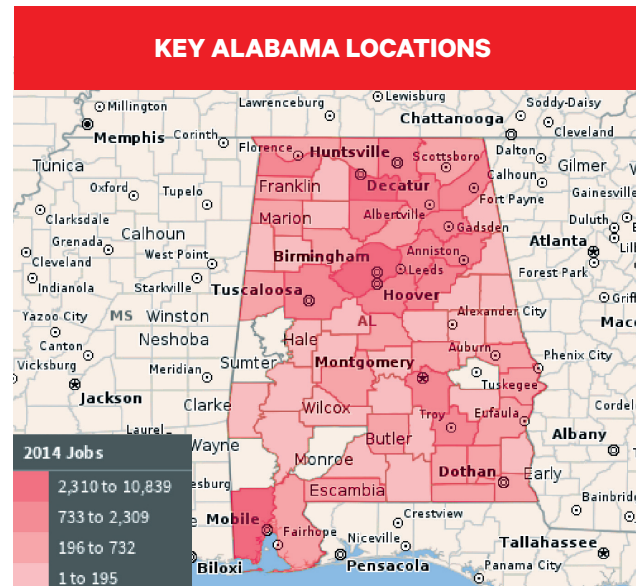 KEY ALABAMA LOCATIONS
Millington
Lawrenceburg
Lewisburg
Soddy-Daisy
Chattanooga
Memphis
Corinth
Cleveland
Florence
Huntsville
Dalton
Tunica
Scottsboro
Gilmer
Franklin
Decatur
Calhoun
Oxford
Tupelo
Fort Payne
Gainesville
Clarksdale
Marion
Albertville
Gadsden
Duluth
Calhoun
Grenada
Atlanta
Cleveland
West Point
Birmingham
Anniston
Leeds
Forest Park
Indianola
Starkville
Tuscaloosa
Hoover
Griff
Yazoo City
MS
Winston
AL
Alexander City
Maco
Canton
Neshoba
Hale
Auburn
Vicksburg
Meridian
Sumter
Montgomery
Phenix City
Tuskegee
Jackson
Clarke
Wilcox
Troy
Eufaula
Cordel
Laurel
Wayne
Butler
Albany
2014 Jobs
Monroe
Dothan
Early
2,310 to 10,839
esburg
Escambia
Bainbridg
733 to 2,309
Mobile
Crestview
196 to 732
Fairhope
Niceville
Tallahassee
1 to 195
Biloxi
Pensacola
Panama City